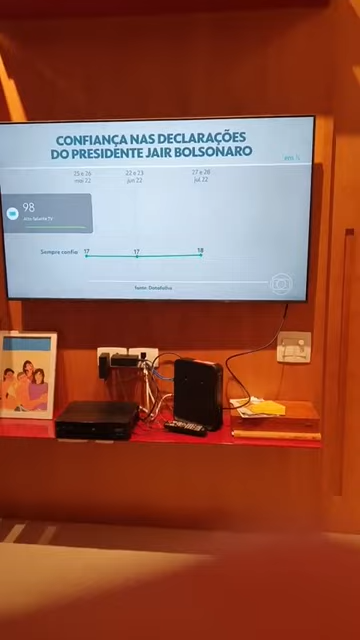 CONFIANÇA NAS DECLARAÇÕES
DO PRESIDENTE JAIR BOLSONARO
em %
25 e 26 22 e 23 27 e 28
mai 22 jun 22 jul 22
98
Sempre confia 17 17 18
Fonte: Datafolha